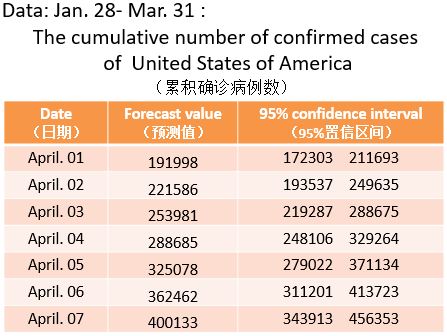 Data: Jan. 28- Mar. 31 :
The cumulative number of confirmed cases
of United States of America
（累积确诊病例数）
Date Forecast value 95% confidence interval
（日期） （预测值） （95%置信区间）
April. 01 191998 172303 211693
April. 02 221586 193537 249635
April. 03 253981 219287 288675
April. 04 288685 248106 329264
April. 05 325078 279022 371134
April. 06 362462 311201 413723
April. 07 400133 343913 456353